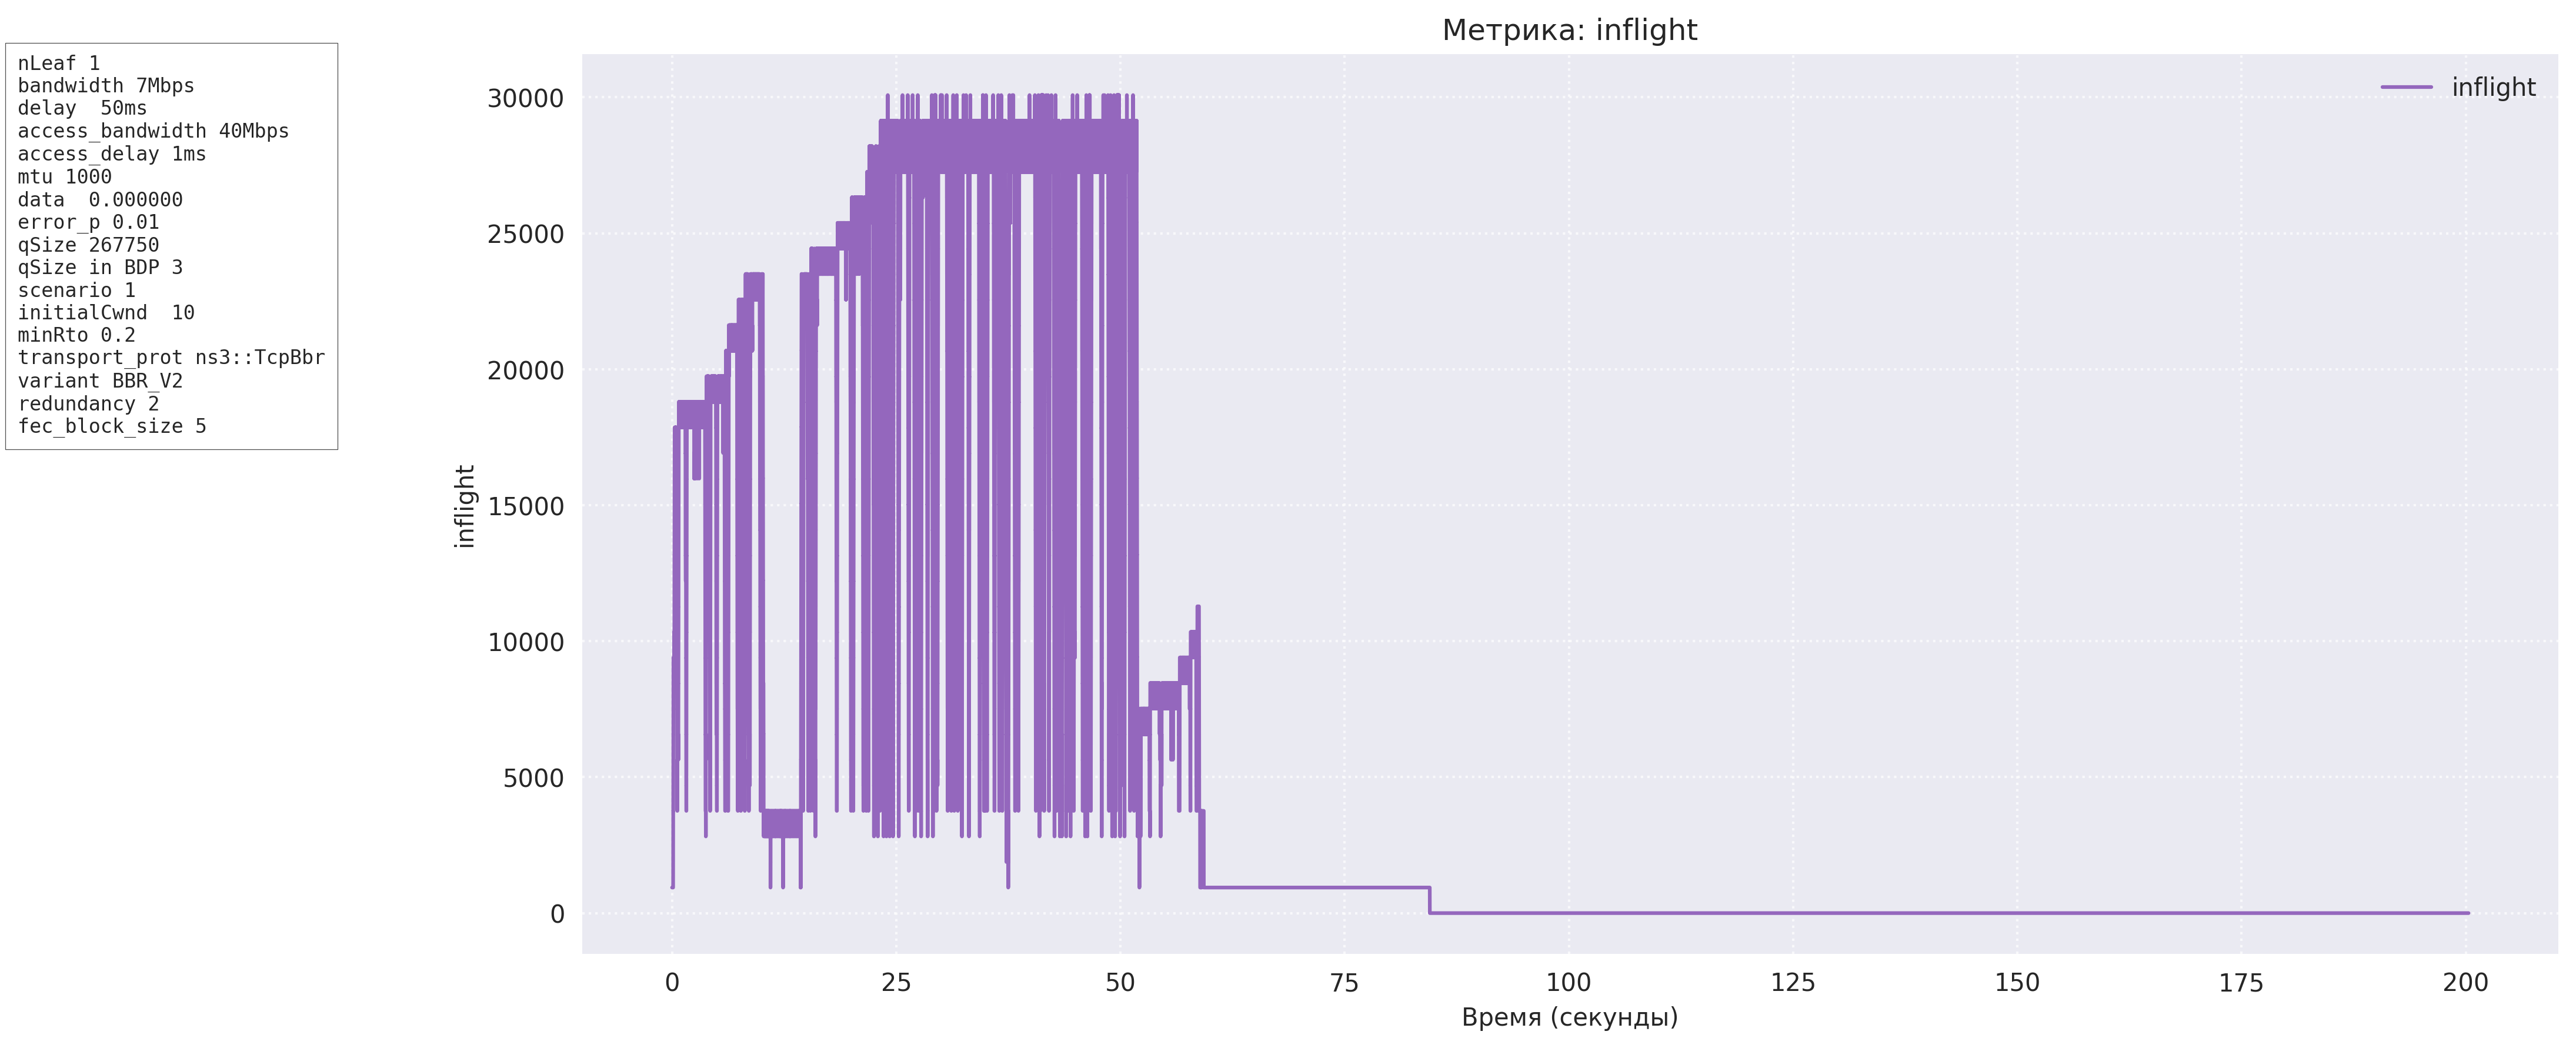 Метрика: inflight
nLeaf 1
bandwidth 7Mbps
delay  50ms
access_bandwidth 40Mbps
access_delay 1ms
mtu 1000
data  0.000000
error_p 0.01
qSize 267750
qSize in BDP 3
scenario 1
initialCwnd  10
minRto 0.2
transport_prot ns3::TcpBbr
variant BBR_V2
redundancy 2
fec_block_size 5
inflight
inflight
30000
25000
20000
15000
10000
5000
0
0 25 50 75 100 125 150 175 200
Время (секунды)